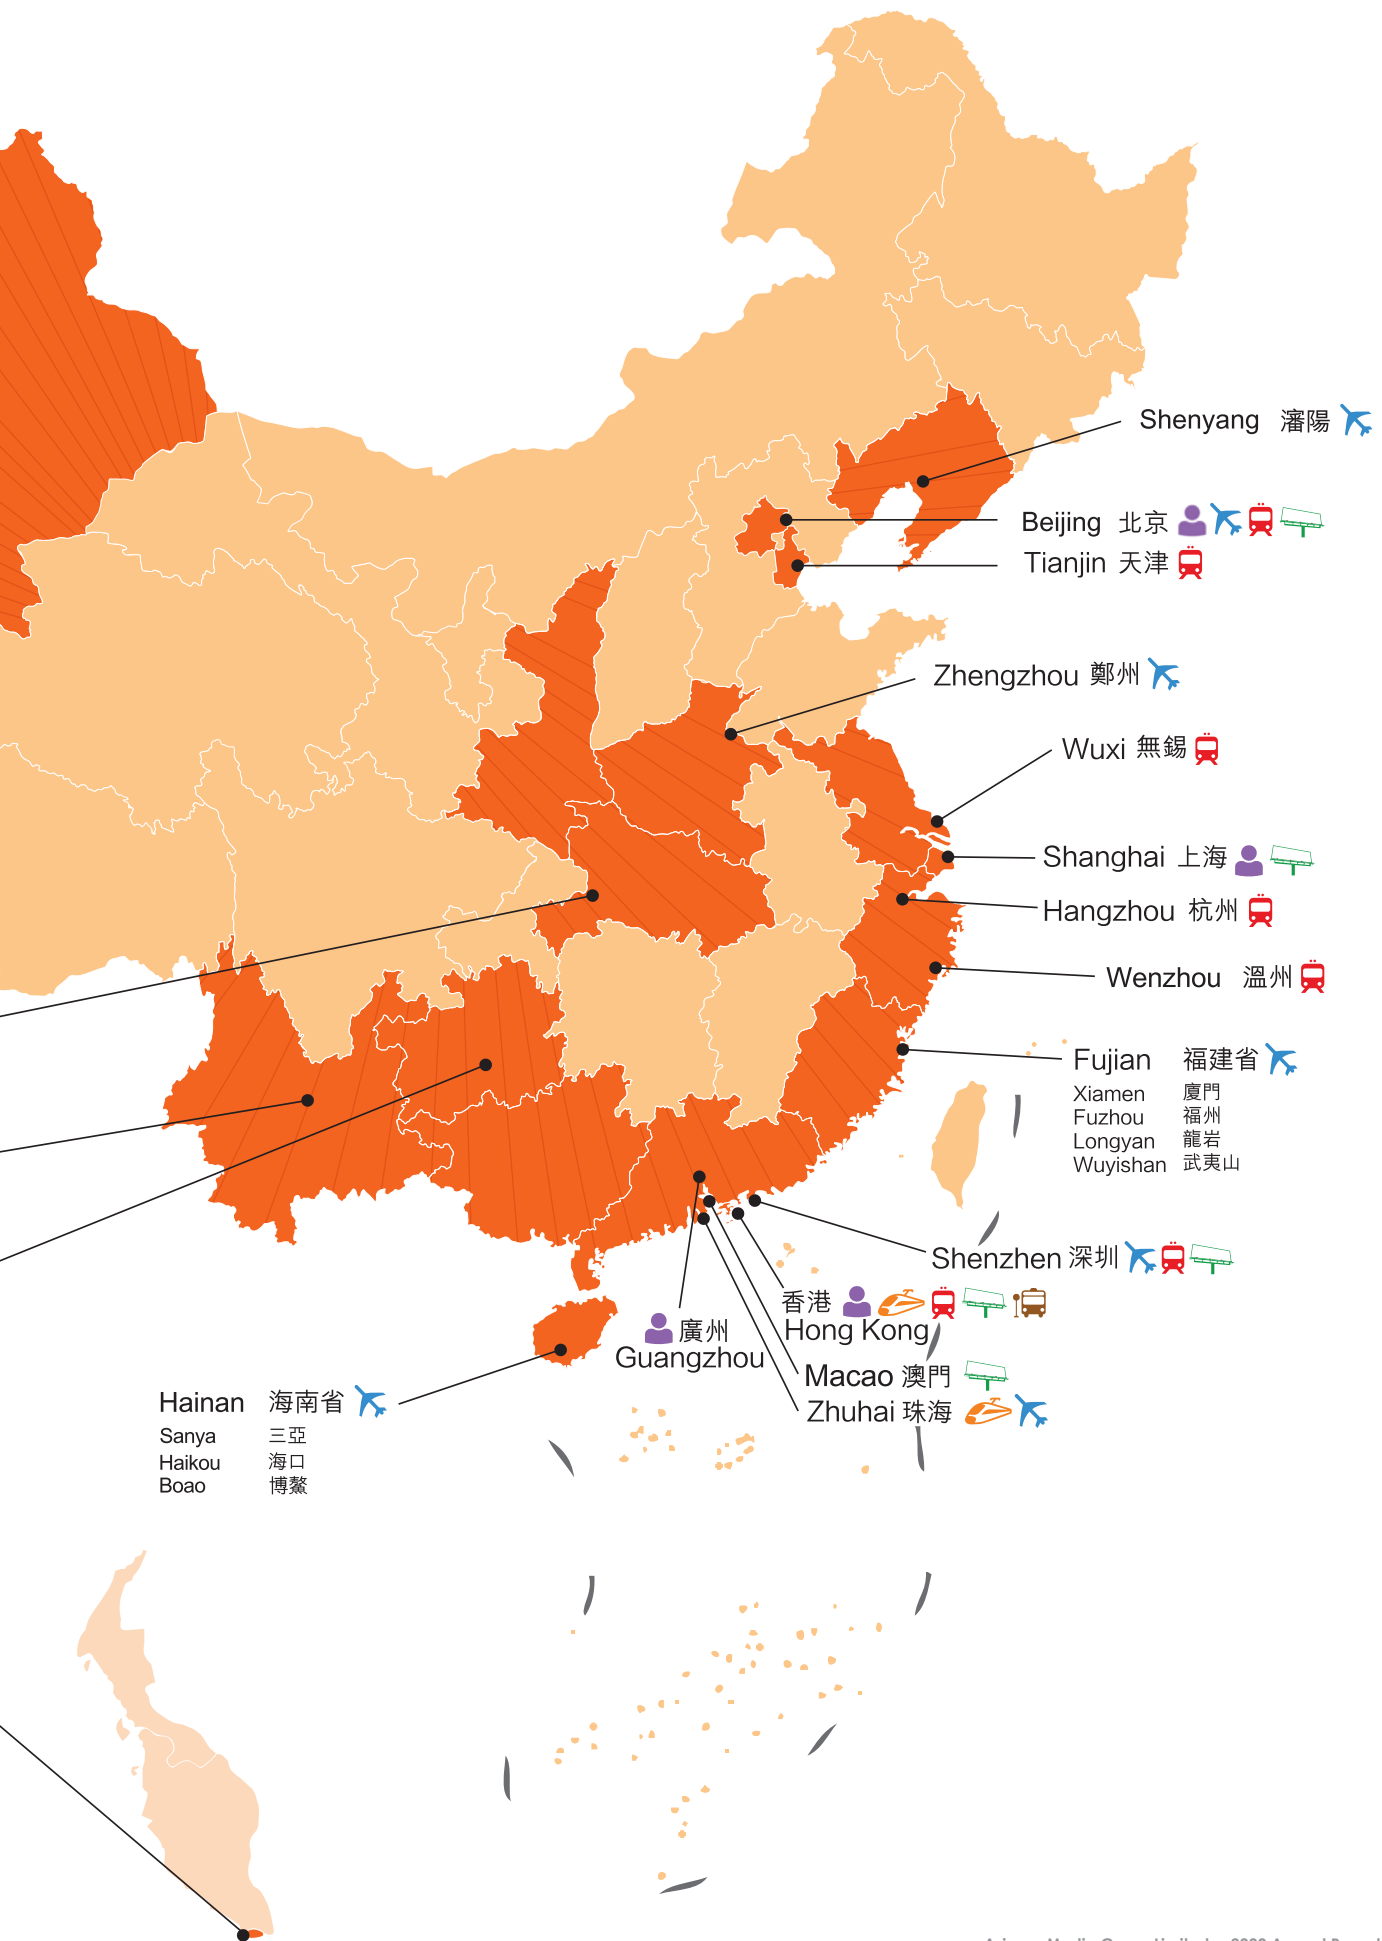 Shenyang 瀋陽
Beijing 北京
Tianjin 天津
Zhengzhou 鄭州
Wuxi 無錫
Shanghai 上海
Hangzhou 杭州
Wenzhou 溫州
Fujian 福建省
Xiamen 廈門
Fuzhou 福州
Longyan 龍岩
Wuyishan 武夷山
Shenzhen 深圳
香港
Hong Kong
廣州
Guangzhou
Macao 澳門
Zhuhai 珠海
Hainan 海南省
Sanya 三亞
Haikou 海口
Boao 博鰲